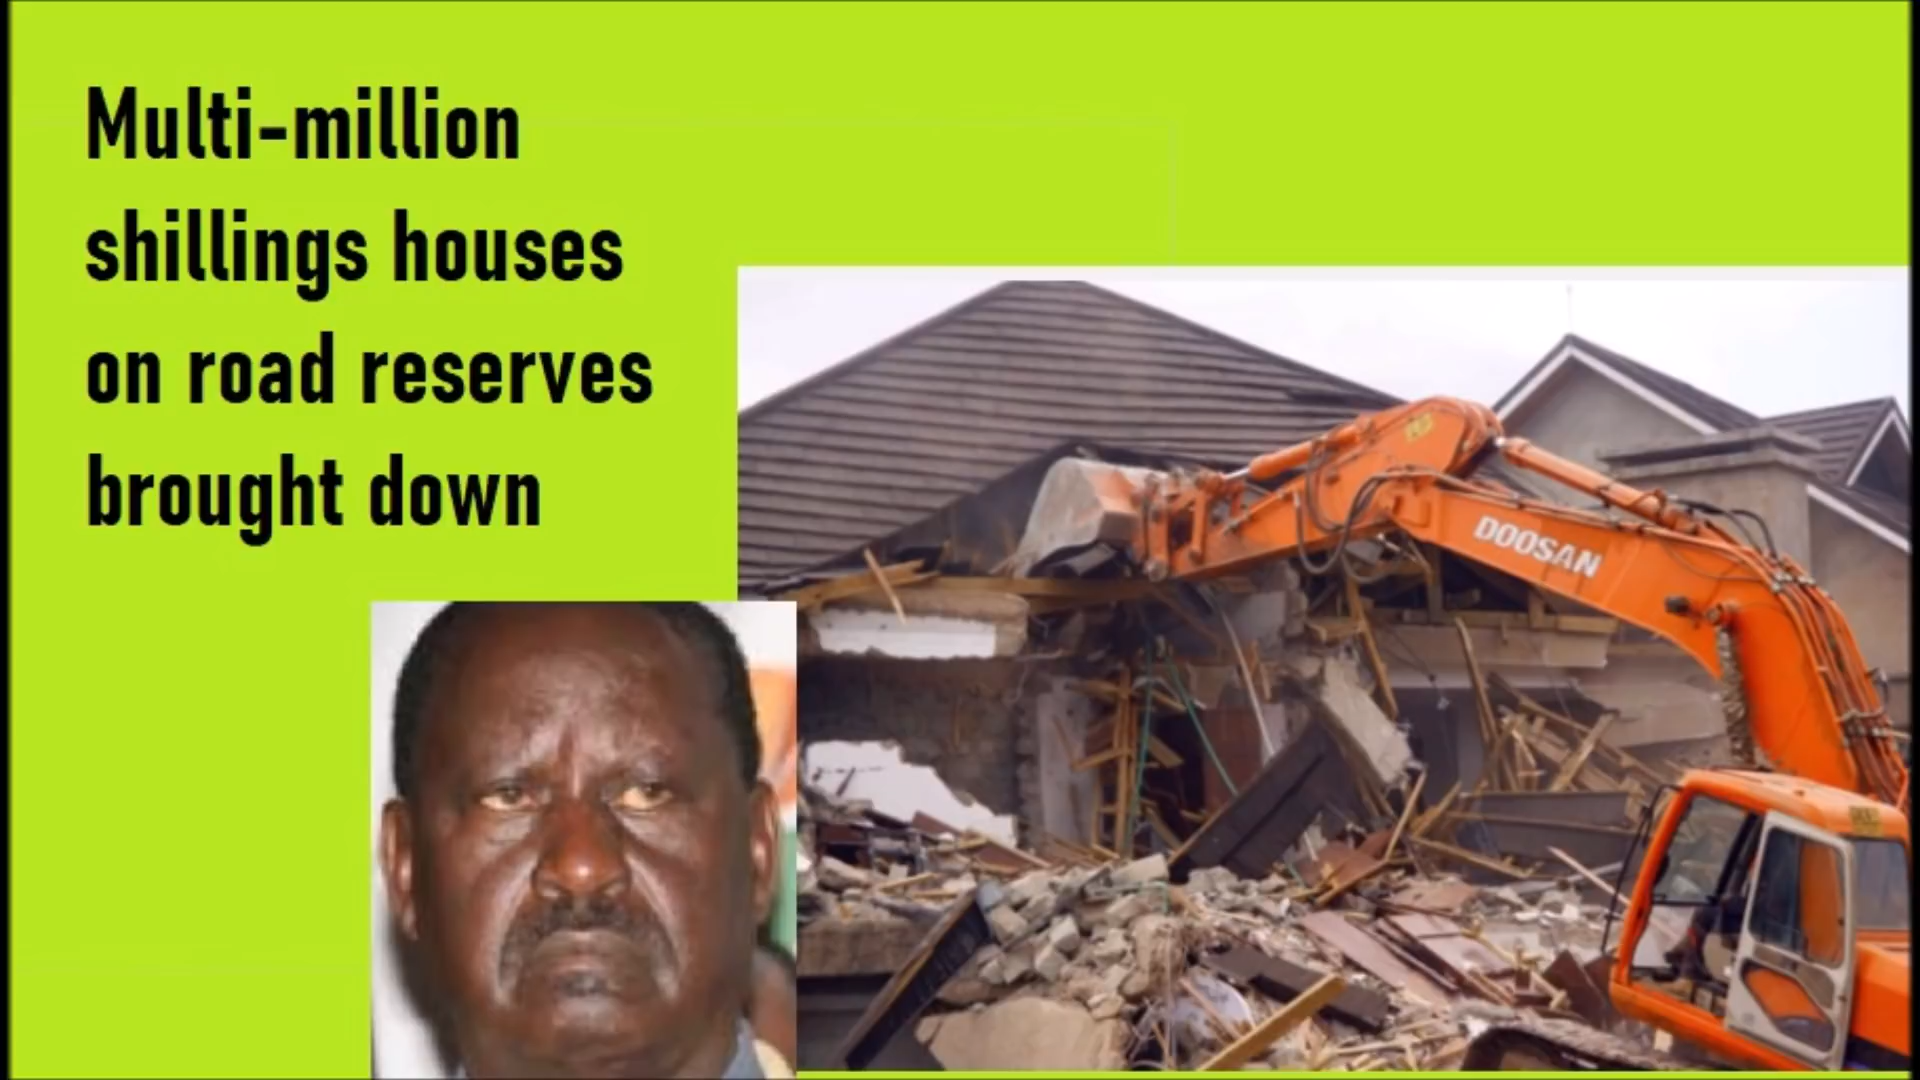 Multi-million
shillings houses
on road reserves
brought down
DOOSAN